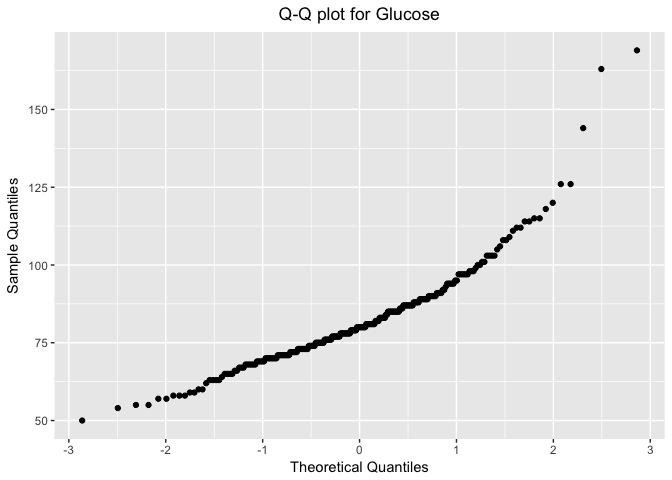 Q-Q plot for Glucose
150
125
100
75
50
-3 -2 -1 0 1 2 3
Theoretical Quantiles
Sample Quantiles